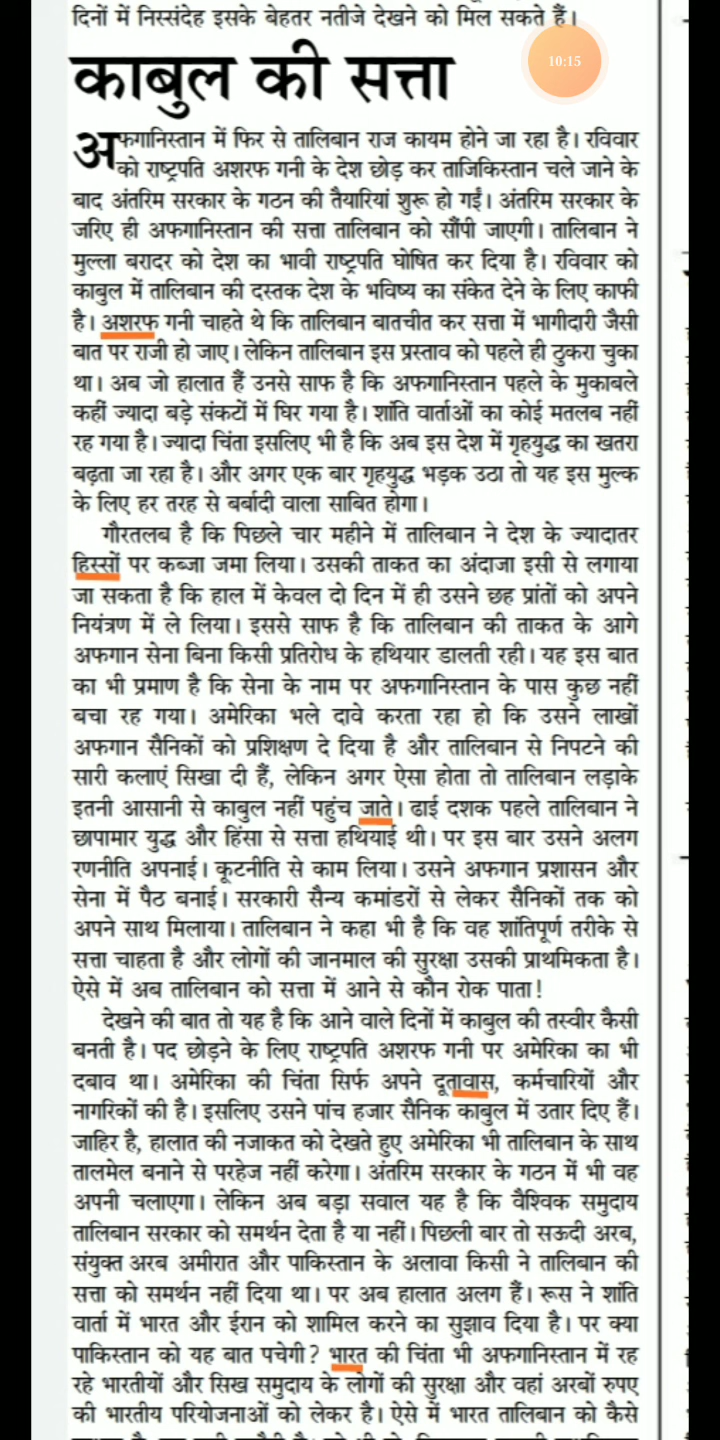 दिनों में निस्संदेह इसके बेहतर नतीजे देखने को मिल सकते हैं।
10:15
काबुल की सत्ता
अफगानिस्तान में फिर से तालिबान राज कायम होने जा रहा है। रविवार
को राष्ट्रपति अशरफ गनी के देश छोड़ कर ताजिकिस्तान चले जाने के
बाद अंतरिम सरकार के गठन की तैयारियां शुरू हो गईं। अंतरिम सरकार के
जरिए ही अफगानिस्तान की सत्ता तालिबान को सौंपी जाएगी। तालिबान ने
मुल्ला बरादर को देश का भावी राष्ट्रपति घोषित कर दिया है। रविवार को
काबुल में तालिबान की दस्तक देश के भविष्य का संकेत देने के लिए काफी
है। अशरफ गनी चाहते थे कि तालिबान बातचीत कर सत्ता में भागीदारी जैसी
बात पर राजी हो जाए। लेकिन तालिबान इस प्रस्ताव को पहले ही ठुकरा चुका
था। अब जो हालात हैं उनसे साफ है कि अफगानिस्तान पहले के मुकाबले
कहीं ज्यादा बड़े संकटों में घिर गया है। शांति वार्ताओं का कोई मतलब नहीं
रह गया है। ज्यादा चिंता इसलिए भी है कि अब इस देश में गृहयुद्ध का खतरा
बढ़ता जा रहा है। और अगर एक बार गृहयुद्ध भड़क उठा तो यह इस मुल्क
के लिए हर तरह से बर्बादी वाला साबित होगा।
गौरतलब है कि पिछले चार महीने में तालिबान ने देश के ज्यादातर
हिस्सों पर कब्जा जमा लिया। उसकी ताकत का अंदाजा इसी से लगाया
जा सकता है कि हाल में केवल दो दिन में ही उसने छह प्रांतों को अपने
नियंत्रण में ले लिया। इससे साफ है कि तालिबान की ताकत के आगे
अफगान सेना बिना किसी प्रतिरोध के हथियार डालती रही। यह इस बात
का भी प्रमाण है कि सेना के नाम पर अफगानिस्तान के पास कुछ नहीं
बचा रह गया। अमेरिका भले दावे करता रहा हो कि उसने लाखों
अफगान सैनिकों को प्रशिक्षण दे दिया है और तालिबान से निपटने की
सारी कलाएं सिखा दी हैं, लेकिन अगर ऐसा होता तो तालिबान लड़ाके
इतनी आसानी से काबुल नहीं पहुंच जाते। ढाई दशक पहले तालिबान ने
छापामार युद्ध और हिंसा से सत्ता हथियाई थी। पर इस बार उसने अलग
रणनीति अपनाई। कूटनीति से काम लिया। उसने अफगान प्रशासन और
सेना में पैठ बनाई। सरकारी सैन्य कमांडरों से लेकर सैनिकों तक को
अपने साथ मिलाया। तालिबान ने कहा भी है कि वह शांतिपूर्ण तरीके से
सत्ता चाहता है और लोगों की जानमाल की सुरक्षा उसकी प्राथमिकता है।
ऐसे में अब तालिबान को सत्ता में आने से कौन रोक पाता!
देखने की बात तो यह है कि आने वाले दिनों में काबुल की तस्वीर कैसी
बनती है। पद छोड़ने के लिए राष्ट्रपति अशरफ गनी पर अमेरिका का भी
दबाव था। अमेरिका की चिंता सिर्फ अपने दूतावास, कर्मचारियों और
नागरिकों की है। इसलिए उसने पांच हजार सैनिक काबुल में उतार दिए हैं।
जाहिर है, हालात की नजाकत को देखते हुए अमेरिका भी तालिबान के साथ
तालमेल बनाने से परहेज नहीं करेगा। अंतरिम सरकार के गठन में भी वह
अपनी चलाएगा। लेकिन अब बड़ा सवाल यह है कि वैश्विक समुदाय
तालिबान सरकार को समर्थन देता है या नहीं। पिछली बार तो सऊदी अरब,
संयुक्त अरब अमीरात और पाकिस्तान के अलावा किसी ने तालिबान की
सत्ता को समर्थन नहीं दिया था। पर अब हालात अलग हैं। रूस ने शांति
वार्ता में भारत और ईरान को शामिल करने का सुझाव दिया है। पर क्या
पाकिस्तान को यह बात पचेगी? भारत की चिंता भी अफगानिस्तान में रह
रहे भारतीयों और सिख समुदाय के लोगों की सुरक्षा और वहां अरबों रुपए
की भारतीय परियोजनाओं को लेकर है। ऐसे में भारत तालिबान को कैसे